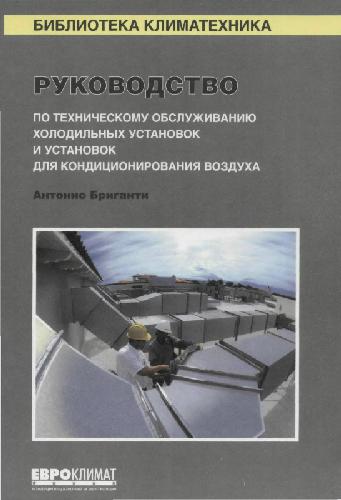 БИБЛИОТЕКА КЛИМАТЕХНИКА
РУКОВОДСТВО
ПО ТЕХНИЧЕСКОМУ ОБСЛУЖИВАНИЮ
ХОЛОДИЛЬНЫХ УСТАНОВОК
И УСТАНОВОК
ДЛЯ КОНДИЦИОНИРОВАНИЯ ВОЗДУХА
Антонио Бриганти
ЕВРОКЛИМАТ